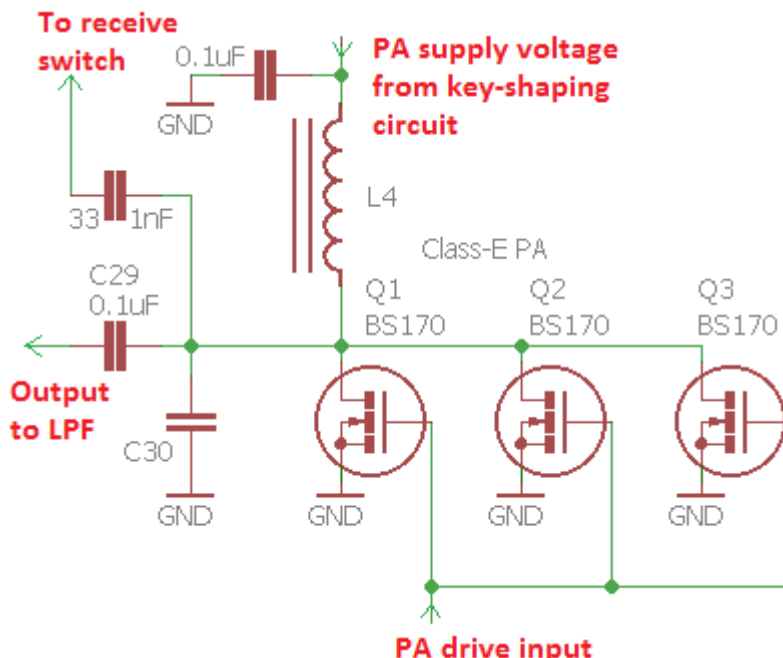 To receive
switch
0.1uF
PA supply voltage
from key-shaping
circuit
GND
L4
33 1nF
Class-E PA
C29
0.1uF
Q1
BS170
Q2
BS170
Q3
BS170
Output
to LPF
C30
GND
GND
GND
GND
PA drive input